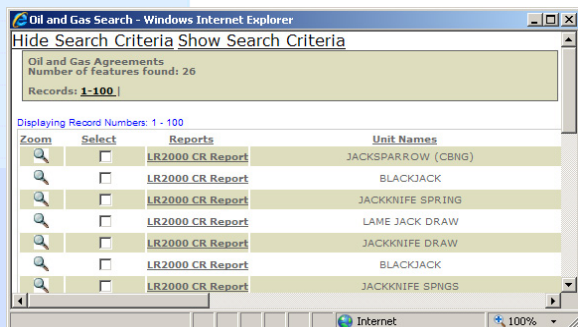 Oil and Gas Search - Windows Internet Explorer
Hide Search Criteria Show Search Criteria
Oil and Gas Agreements
Number of features found: 26
Records: 1-100 |
Displaying Record Numbers: 1 - 100
Zoom Select Reports Unit Names
LR2000 CR Report JACKSPARROW (CBNG)
LR2000 CR Report BLACKJACK
LR2000 CR Report JACKKNIFE SPRING
LR2000 CR Report LAME JACK DRAW
LR2000 CR Report JACKKNIFE DRAW
LR2000 CR Report BLACKJACK
LR2000 CR Report JACKKNIFE SPNGS
Internet 100%